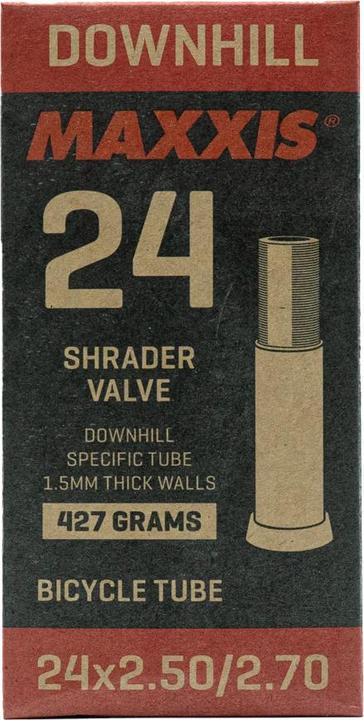 DOWNHILL
MAXXIS®
24
SHRADER
VALVE
DOWNHILL
SPECIFIC TUBE
1.5MM THICK WALLS
427 GRAMS
BICYCLE TUBE
24x2.50/2.70